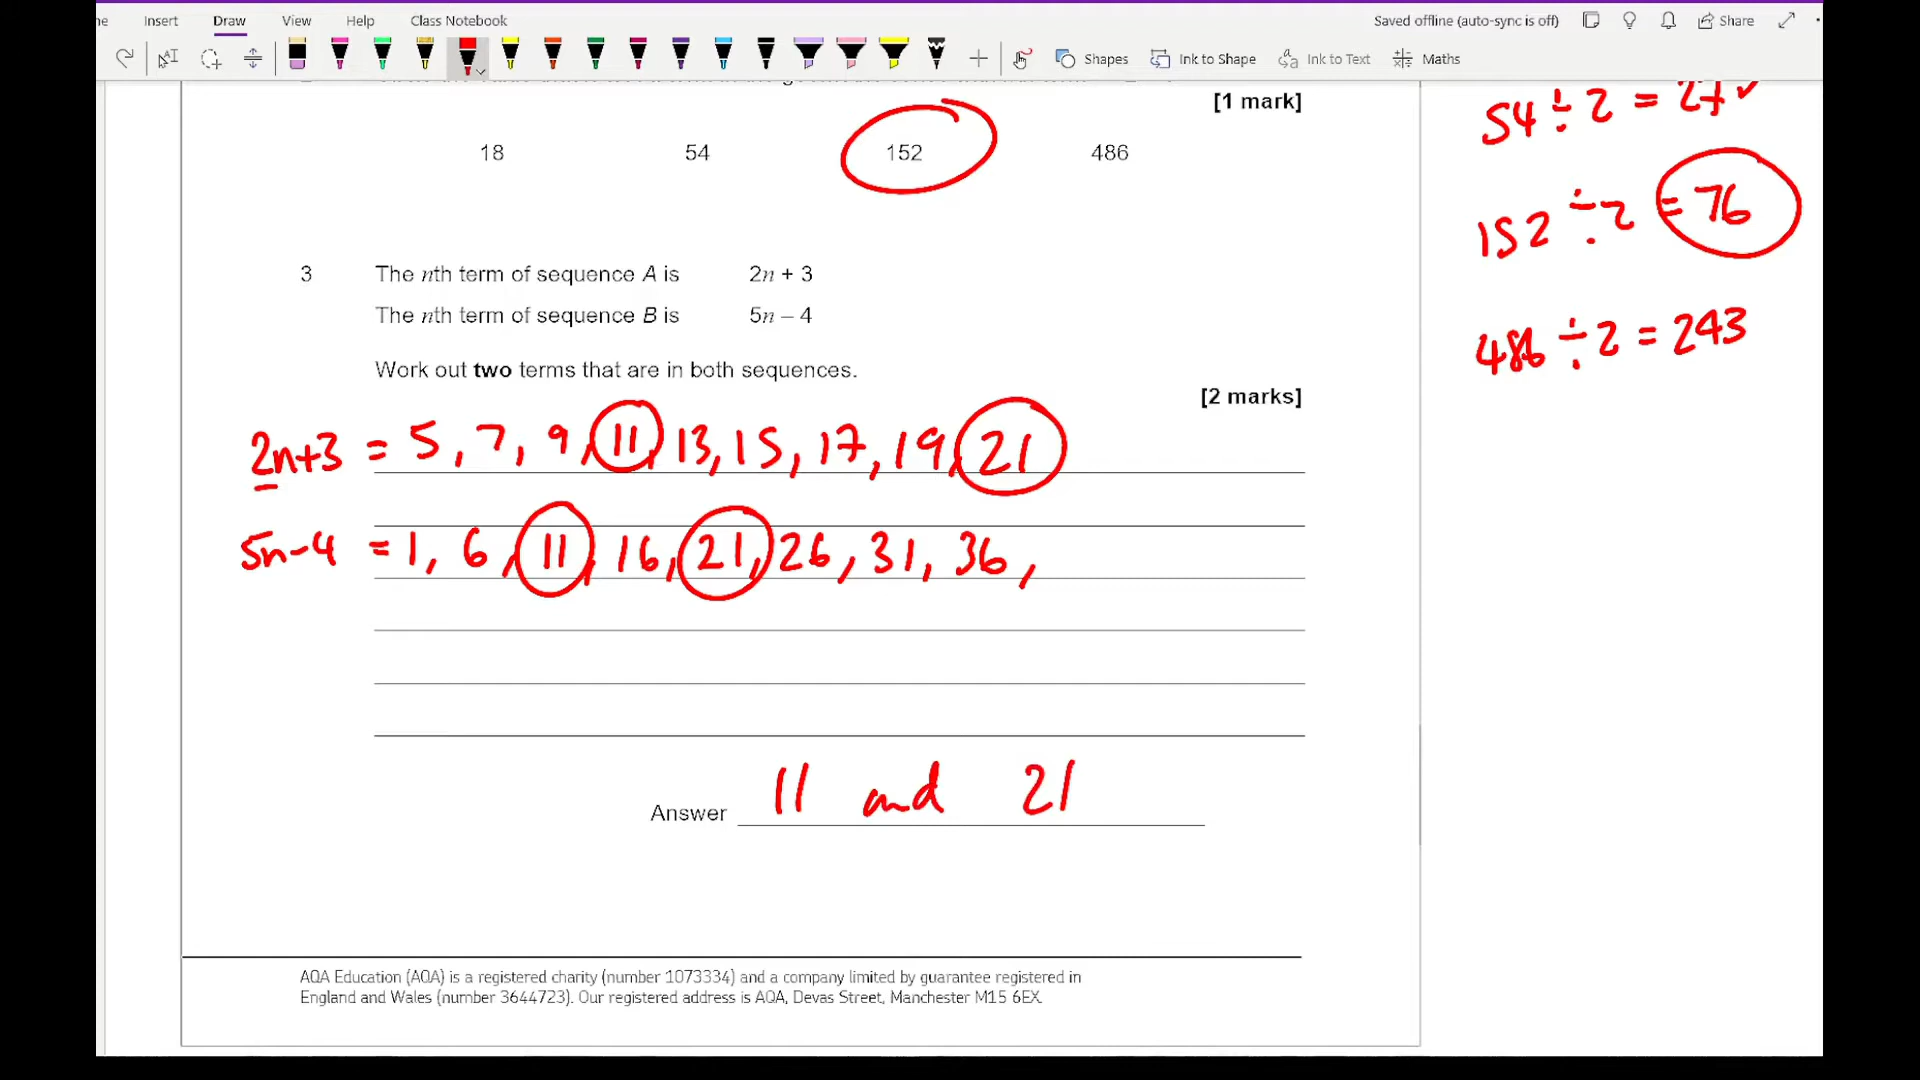 Insert Draw View Help Class Notebook Saved offline (auto-sync is off) Share
Shapes Ink to Shape Ink to Text Maths
[1 mark]
18 54 152 486
54 ÷ 2 = 27 ✓
152 ÷ 2 = 76
486 ÷ 2 = 243
3 The nth term of sequence A is 2n + 3
The nth term of sequence B is 5n – 4
Work out two terms that are in both sequences.
[2 marks]
2n+3 = 5, 7, 9, 11, 13, 15, 17, 19, 21
5n-4 = 1, 6, 11, 16, 21, 26, 31, 36,
Answer 11 and 21
AQA Education (AQA) is a registered charity (number 1073334) and a company limited by guarantee registered in
England and Wales (number 3644723). Our registered address is AQA, Devas Street, Manchester M15 6EX.